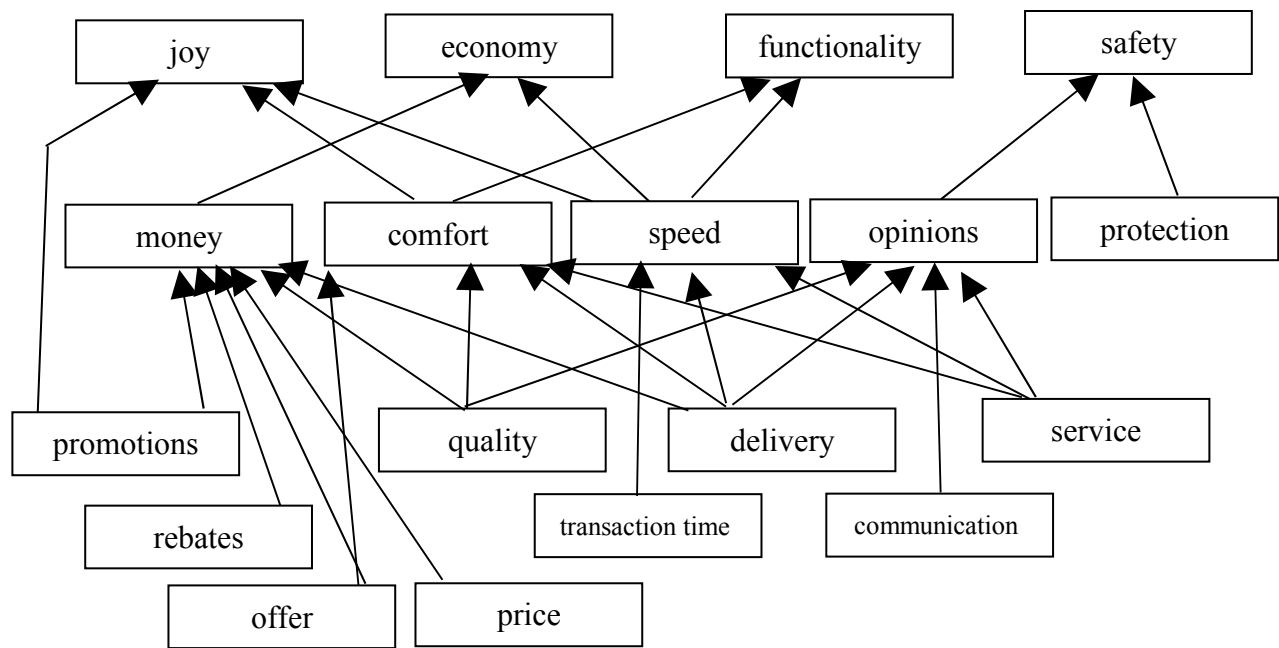 joy
economy
functionality
safety
money
comfort
speed
opinions
protection
promotions
quality
delivery
service
rebates
transaction time
communication
offer
price